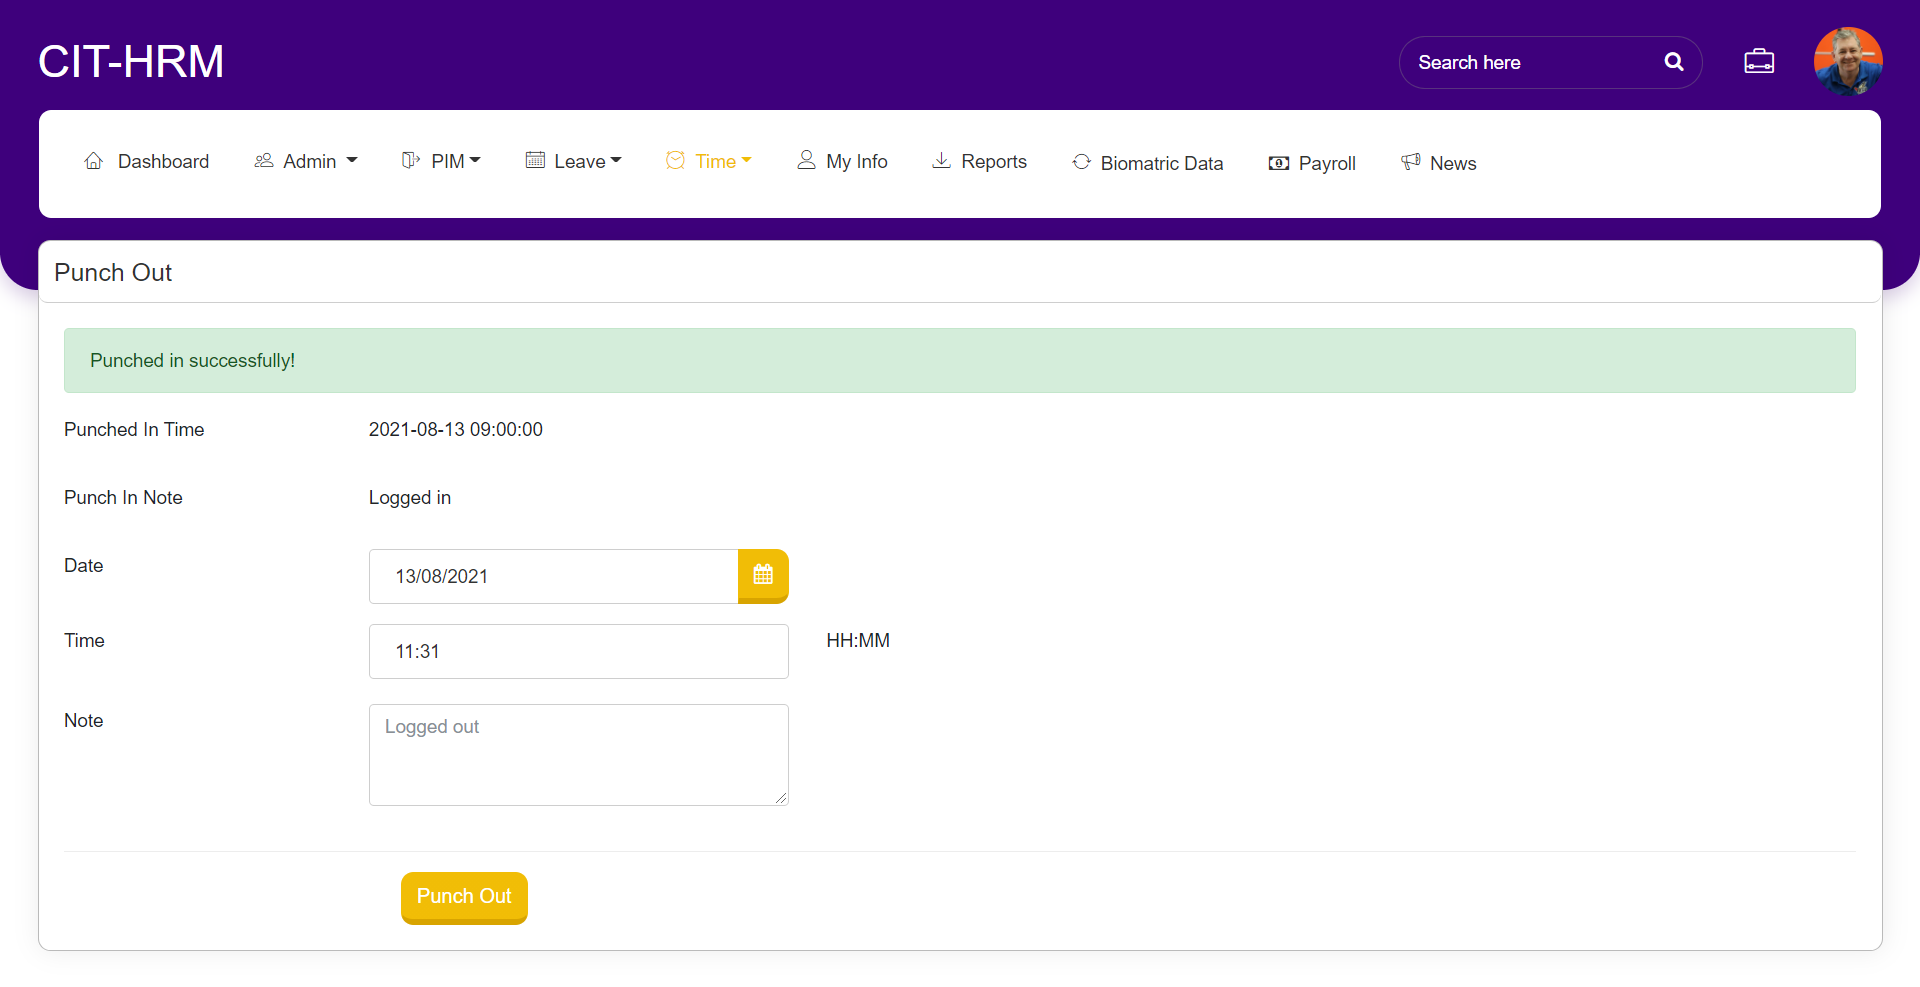 CIT-HRM
Search here
Dashboard Admin PIM Leave Time My Info Reports Biomatric Data Payroll News
Punch Out
Punched in successfully!
Punched In Time 2021-08-13 09:00:00
Punch In Note Logged in
Date 13/08/2021
Time 11:31 HH:MM
Note Logged out
Punch Out